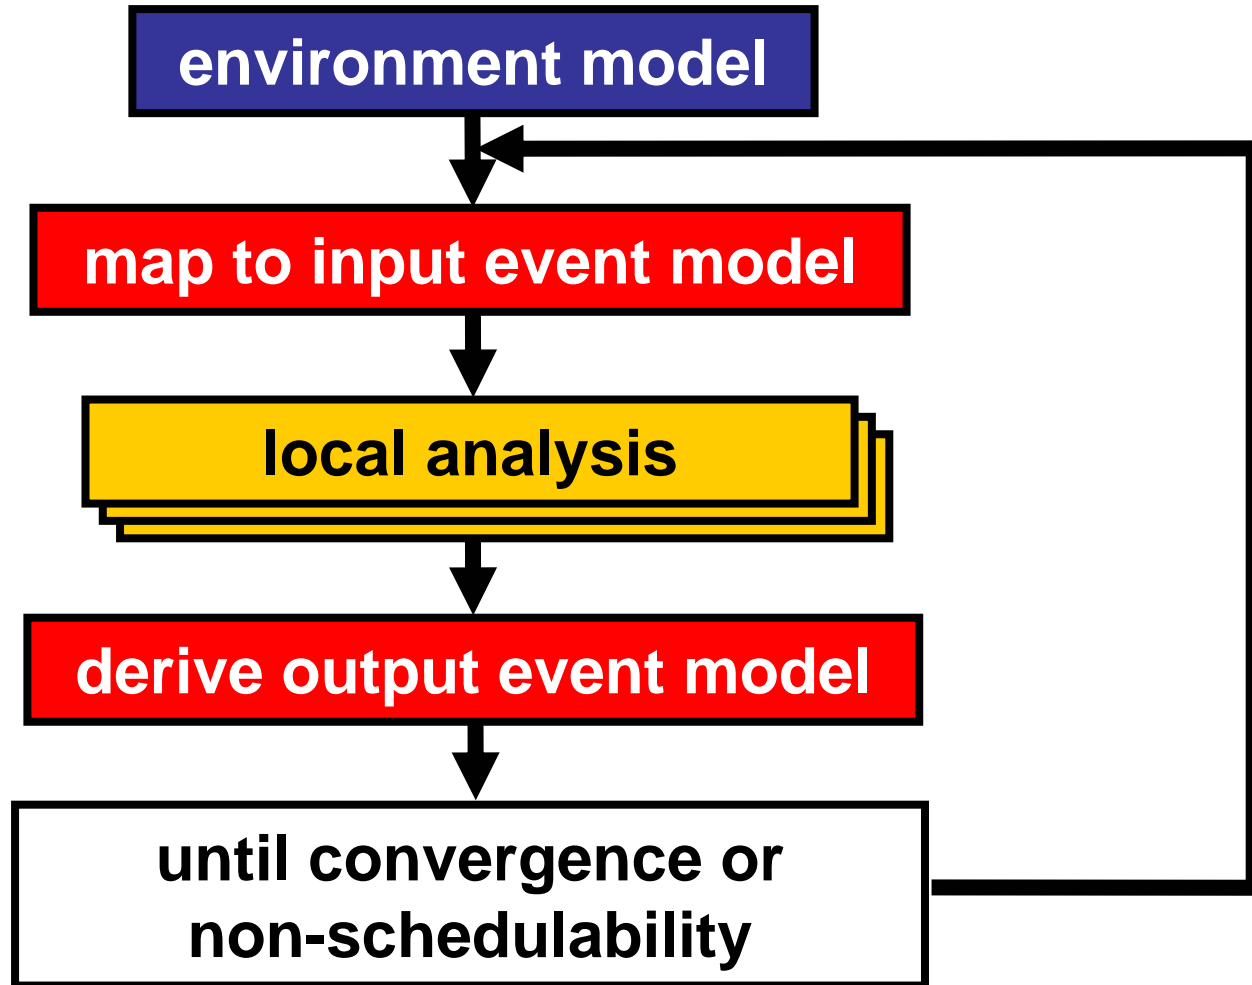 environment model
map to input event model
local analysis
derive output event model
until convergence or
non-schedulability